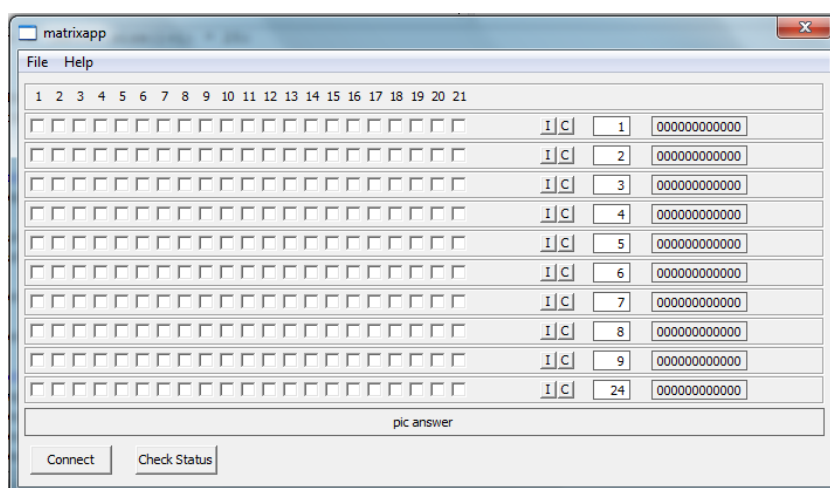 matrixapp
File Help
1 2 3 4 5 6 7 8 9 10 11 12 13 14 15 16 17 18 19 20 21
I C 1 000000000000
I C 2 000000000000
I C 3 000000000000
I C 4 000000000000
I C 5 000000000000
I C 6 000000000000
I C 7 000000000000
I C 8 000000000000
I C 9 000000000000
I C 24 000000000000
pic answer
Connect Check Status